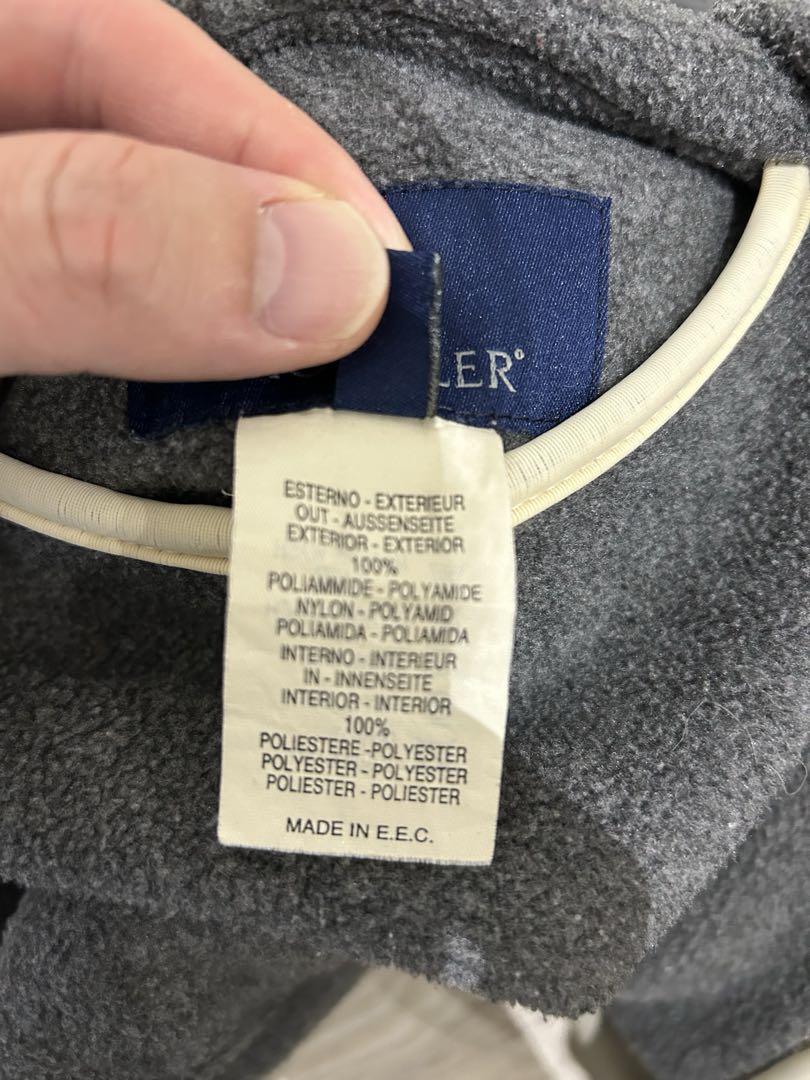 LER°
ESTERNO - EXTERIEUR
OUT - AUSSENSEITE
EXTERIOR - EXTERIOR
100%
POLIAMMIDE - POLYAMIDE
NYLON - POLYAMID
POLIAMIDA - POLIAMIDA
INTERNO - INTERIEUR
IN - INNENSEITE
INTERIOR - INTERIOR
100%
POLIESTERE -POLYESTER
POLYESTER - POLYESTER
POLIESTER - POLIESTER
MADE IN E.E.C.